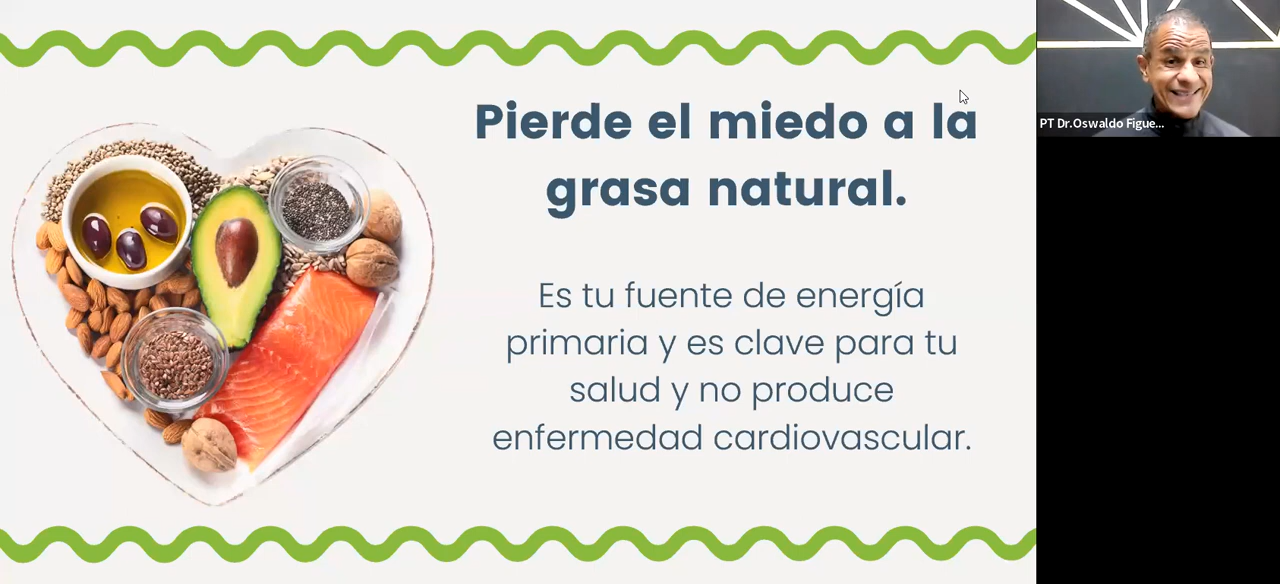 Pierde el miedo a la
grasa natural.
Es tu fuente de energía
primaria y es clave para tu
salud y no produce
enfermedad cardiovascular.
PT Dr.Oswaldo Figue...